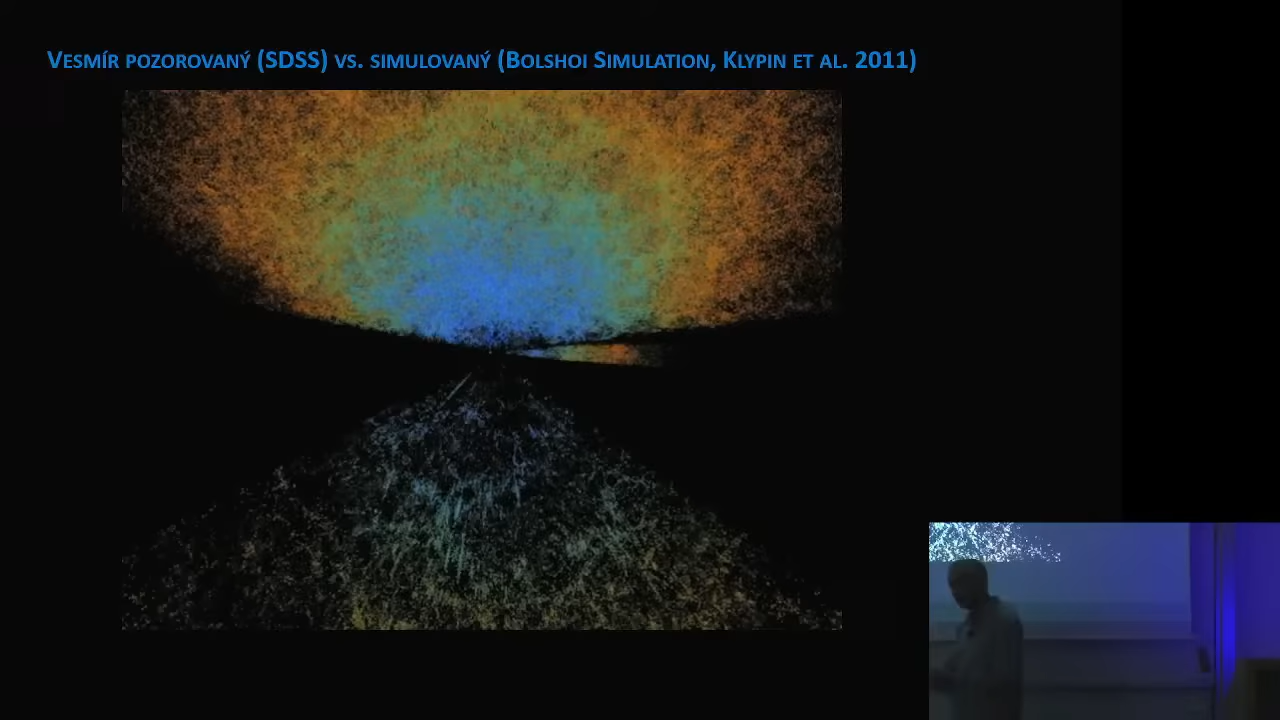 Vesmír pozorovaný (SDSS) vs. simulovaný (Bolshoi Simulation, Klypin et al. 2011)